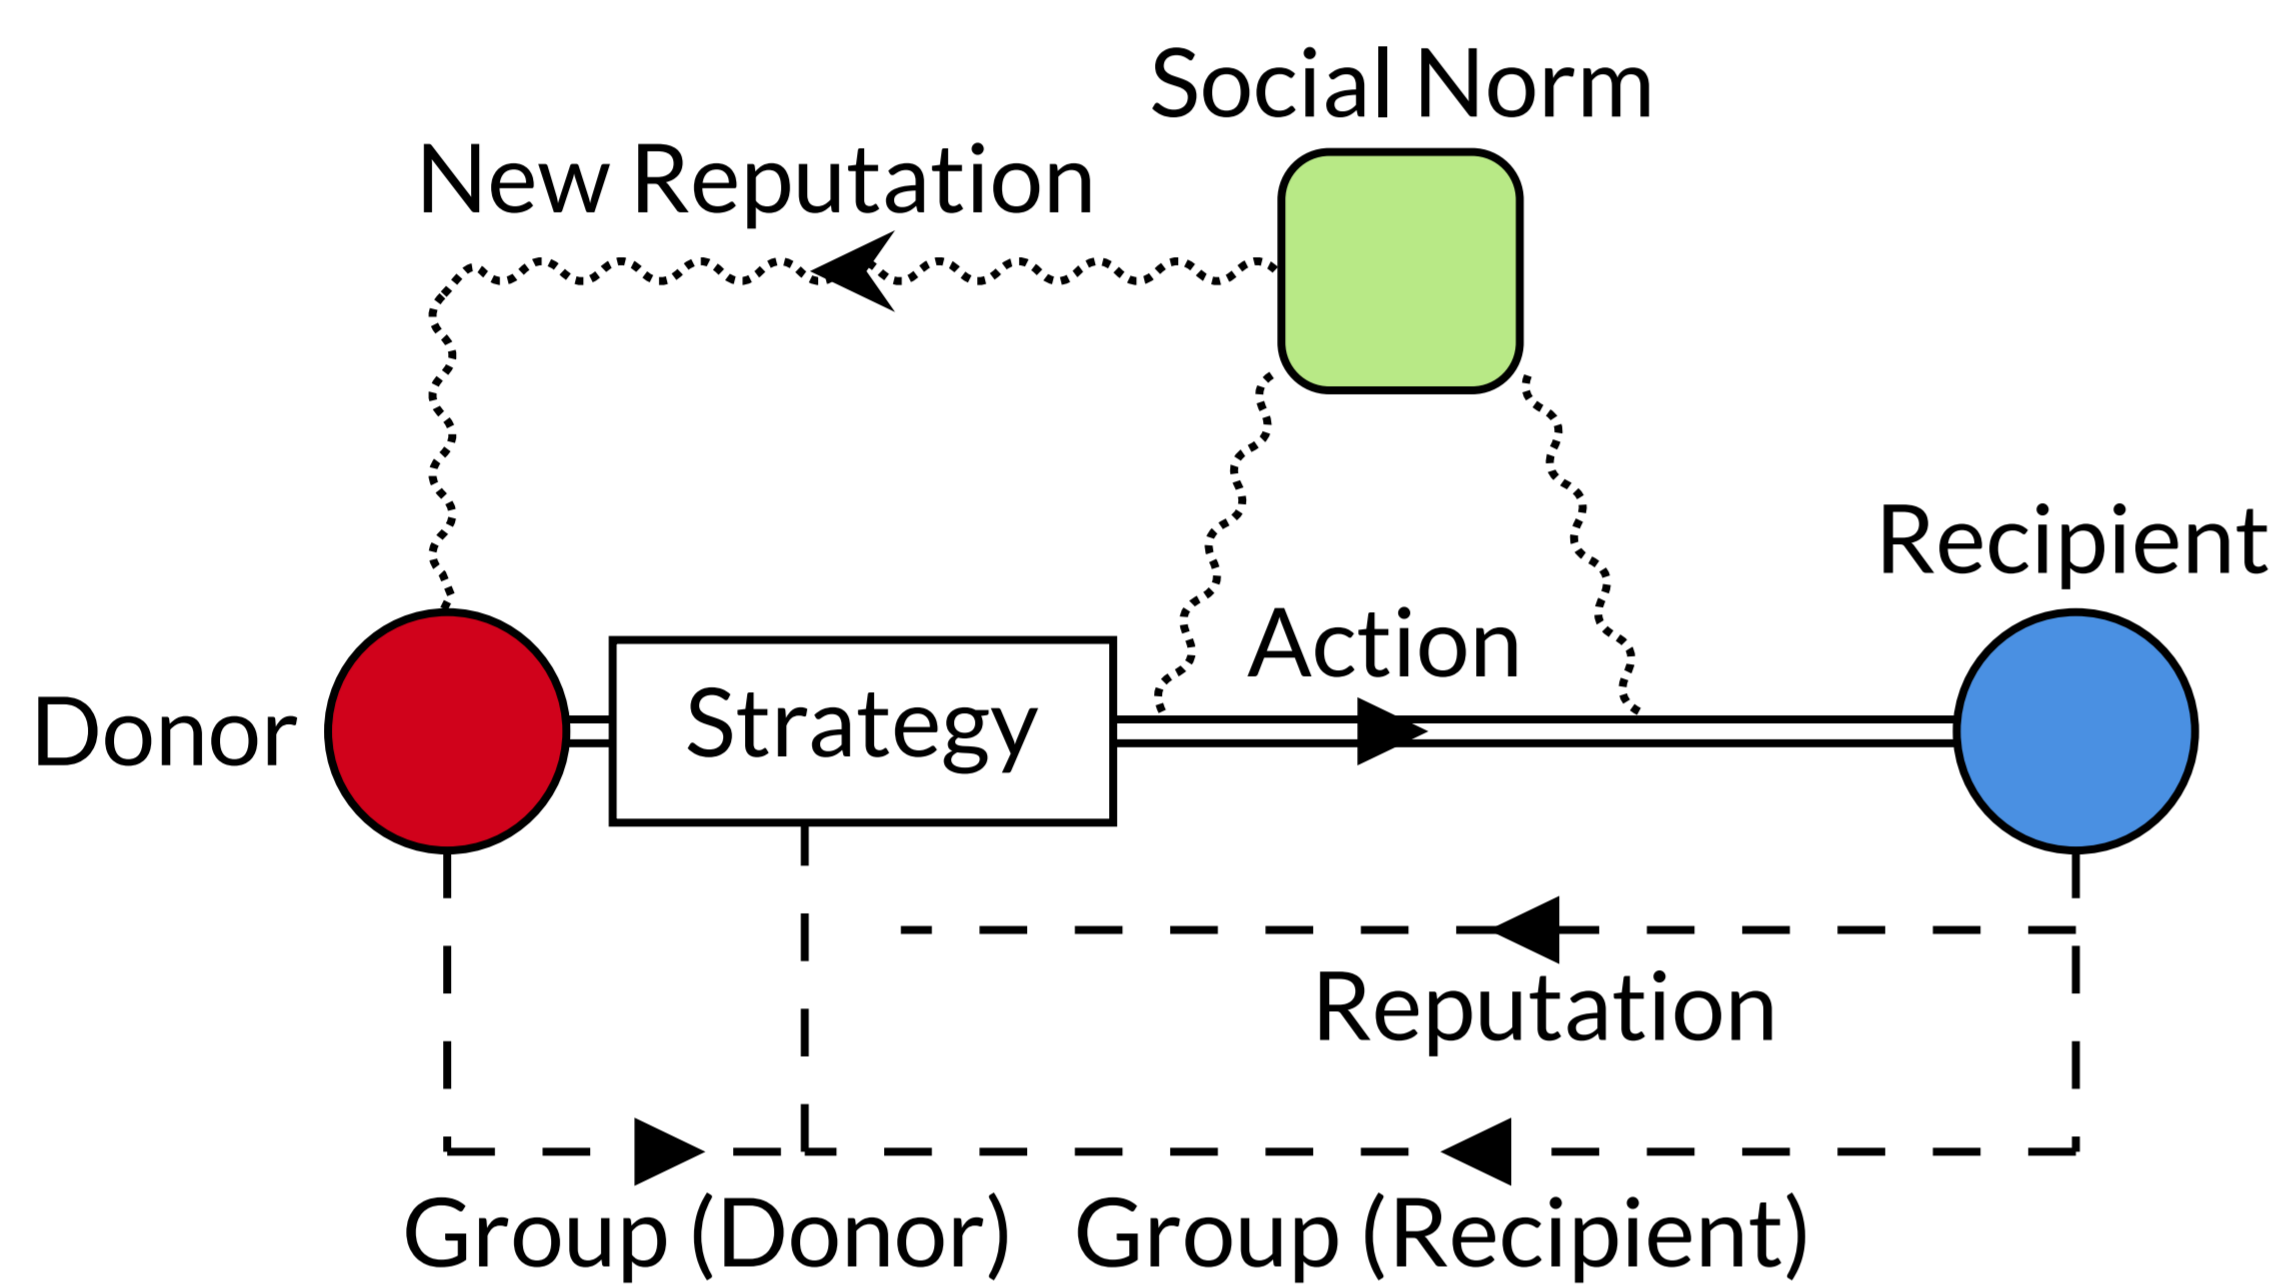 Social Norm
New Reputation
Recipient
Action
Donor
Strategy
Reputation
Group (Donor)
Group (Recipient)